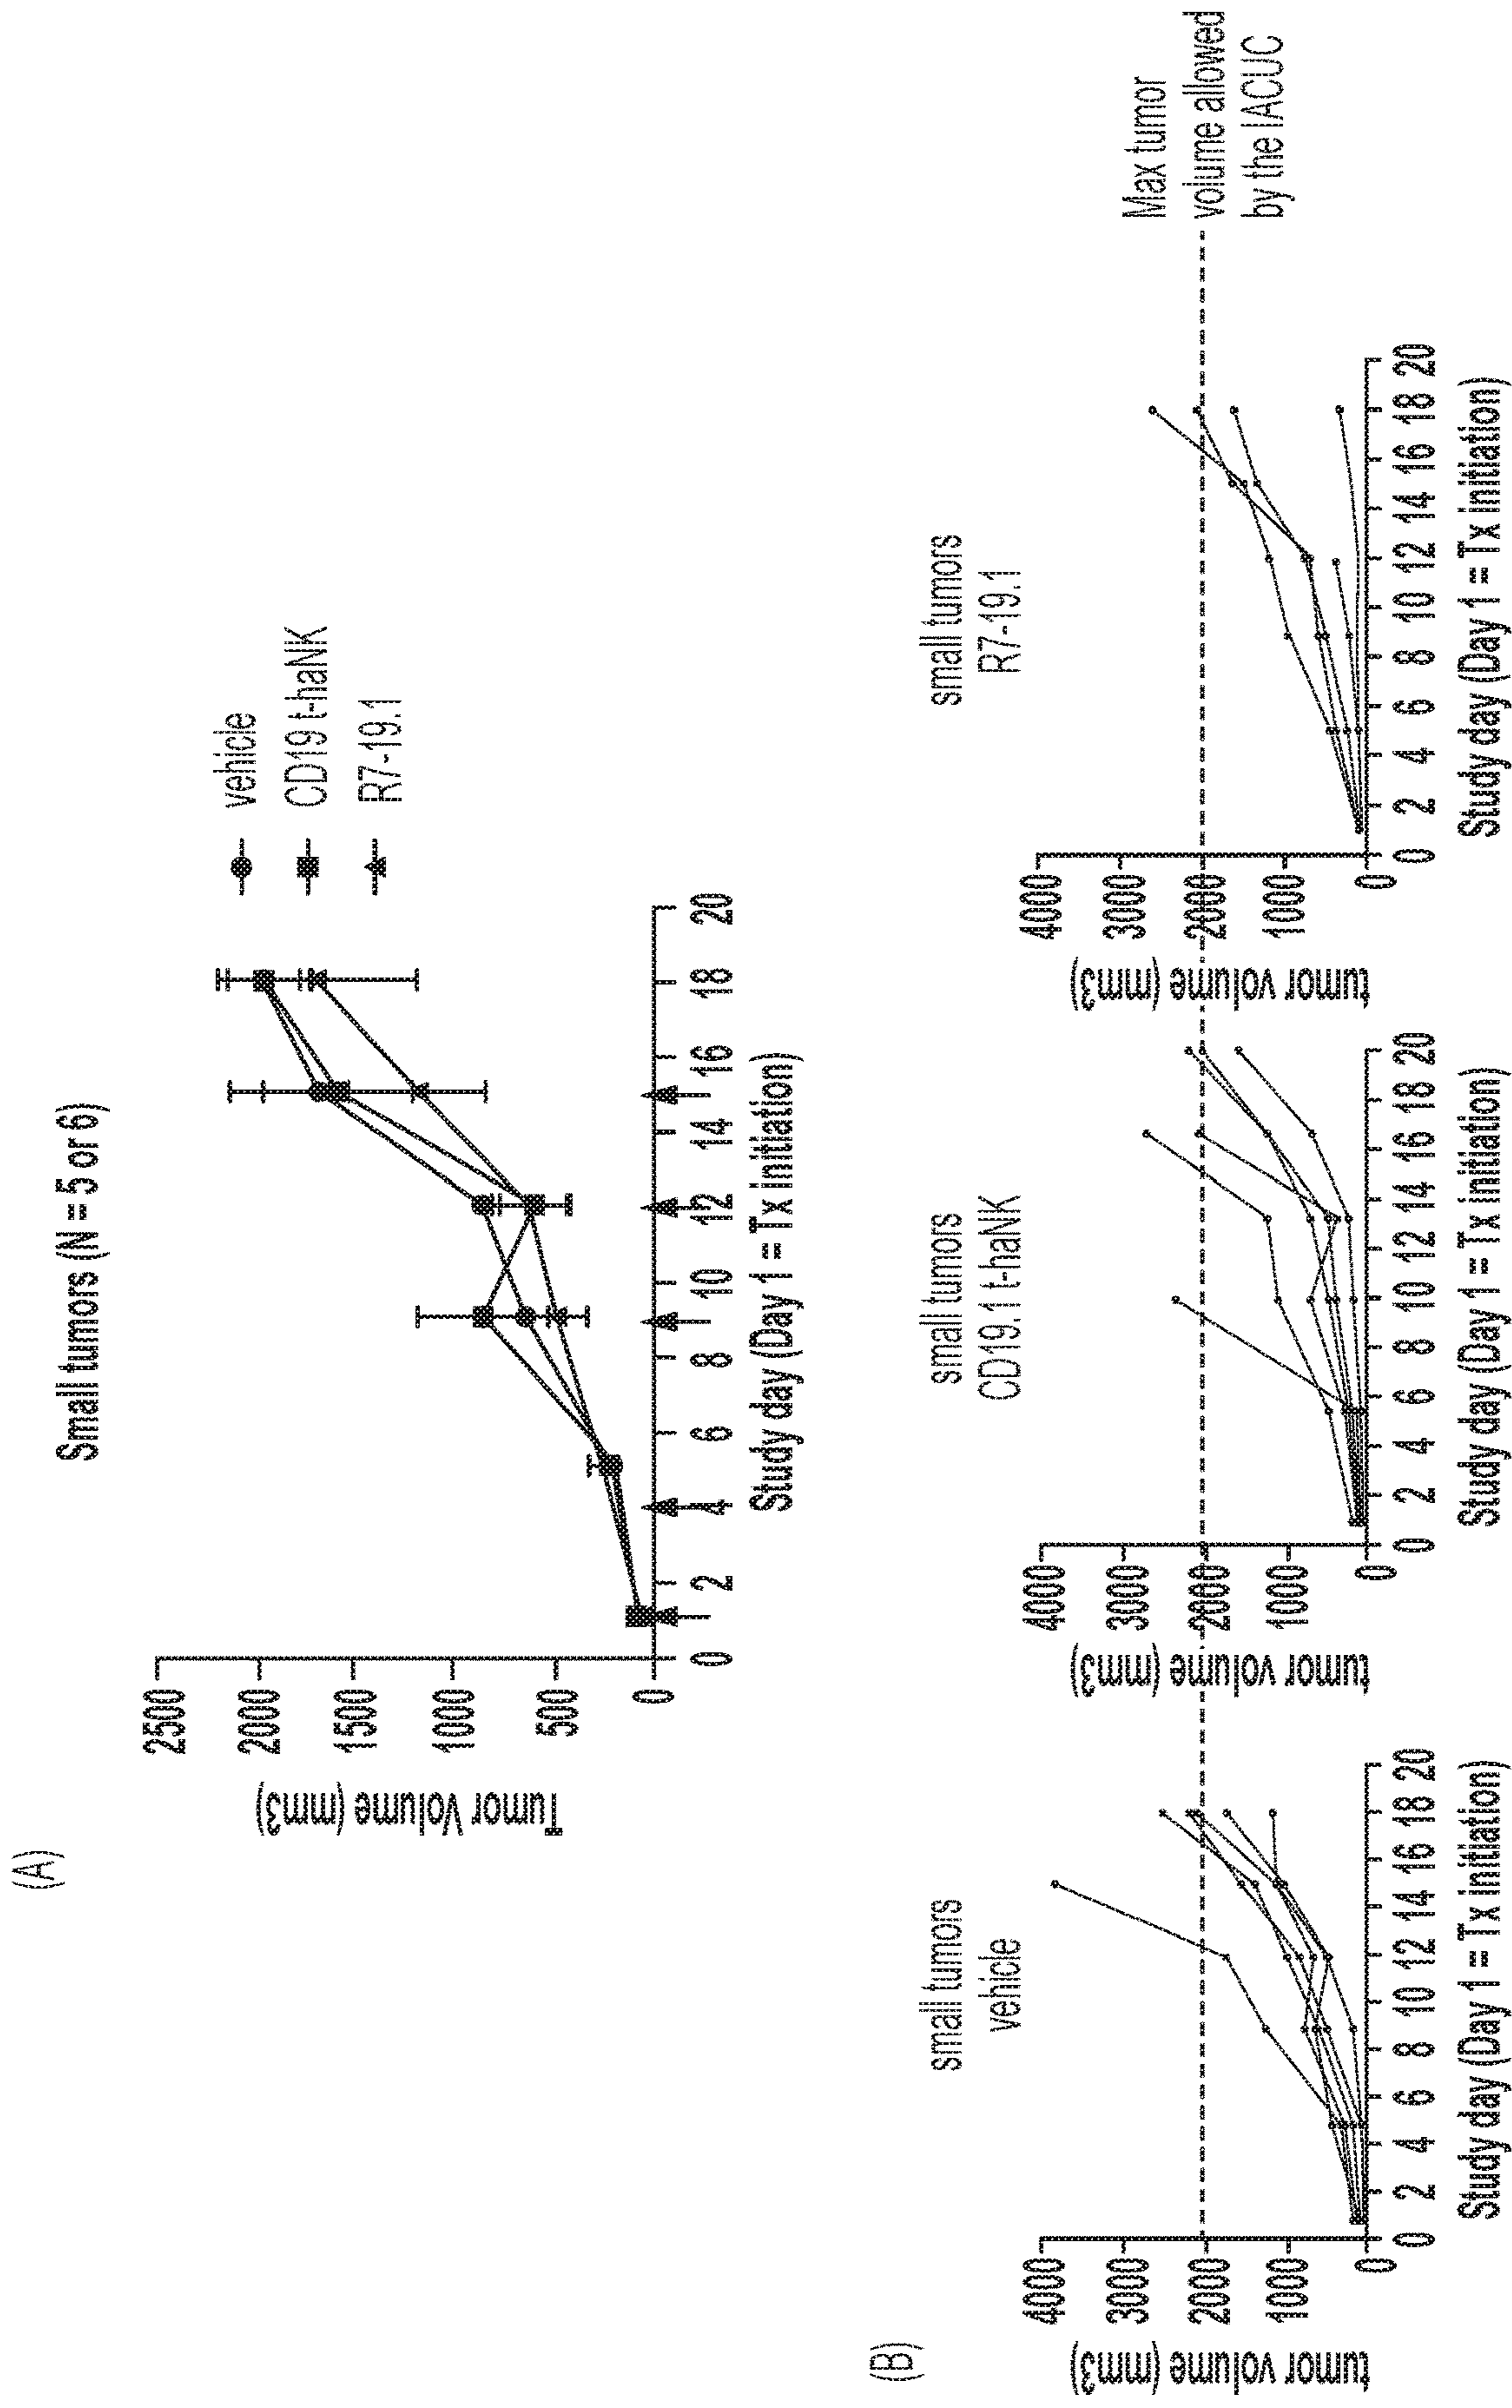 (A)
Small tumors (N = 5 or 6)
Tumor Volume (mm3)
2500
2000
1500
1000
500
0
0 2 4 6 8 10 12 14 16 18 20
Study day (Day 1 = Tx initiation)
vehicle
CD19 t-haNK
R7-19.1
(B)
small tumors
vehicle
tumor volume (mm3)
4000
3000
2000
1000
0
0 2 4 6 8 10 12 14 16 18 20
Study day (Day 1 = Tx initiation)
small tumors
CD19.1 t-haNK
tumor volume (mm3)
4000
3000
2000
1000
0
0 2 4 6 8 10 12 14 16 18 20
Study day (Day 1 = Tx initiation)
small tumors
R7-19.1
tumor volume (mm3)
4000
3000
2000
1000
0
0 2 4 6 8 10 12 14 16 18 20
Study day (Day 1 = Tx initiation)
Max tumor
volume allowed
by the IACUC